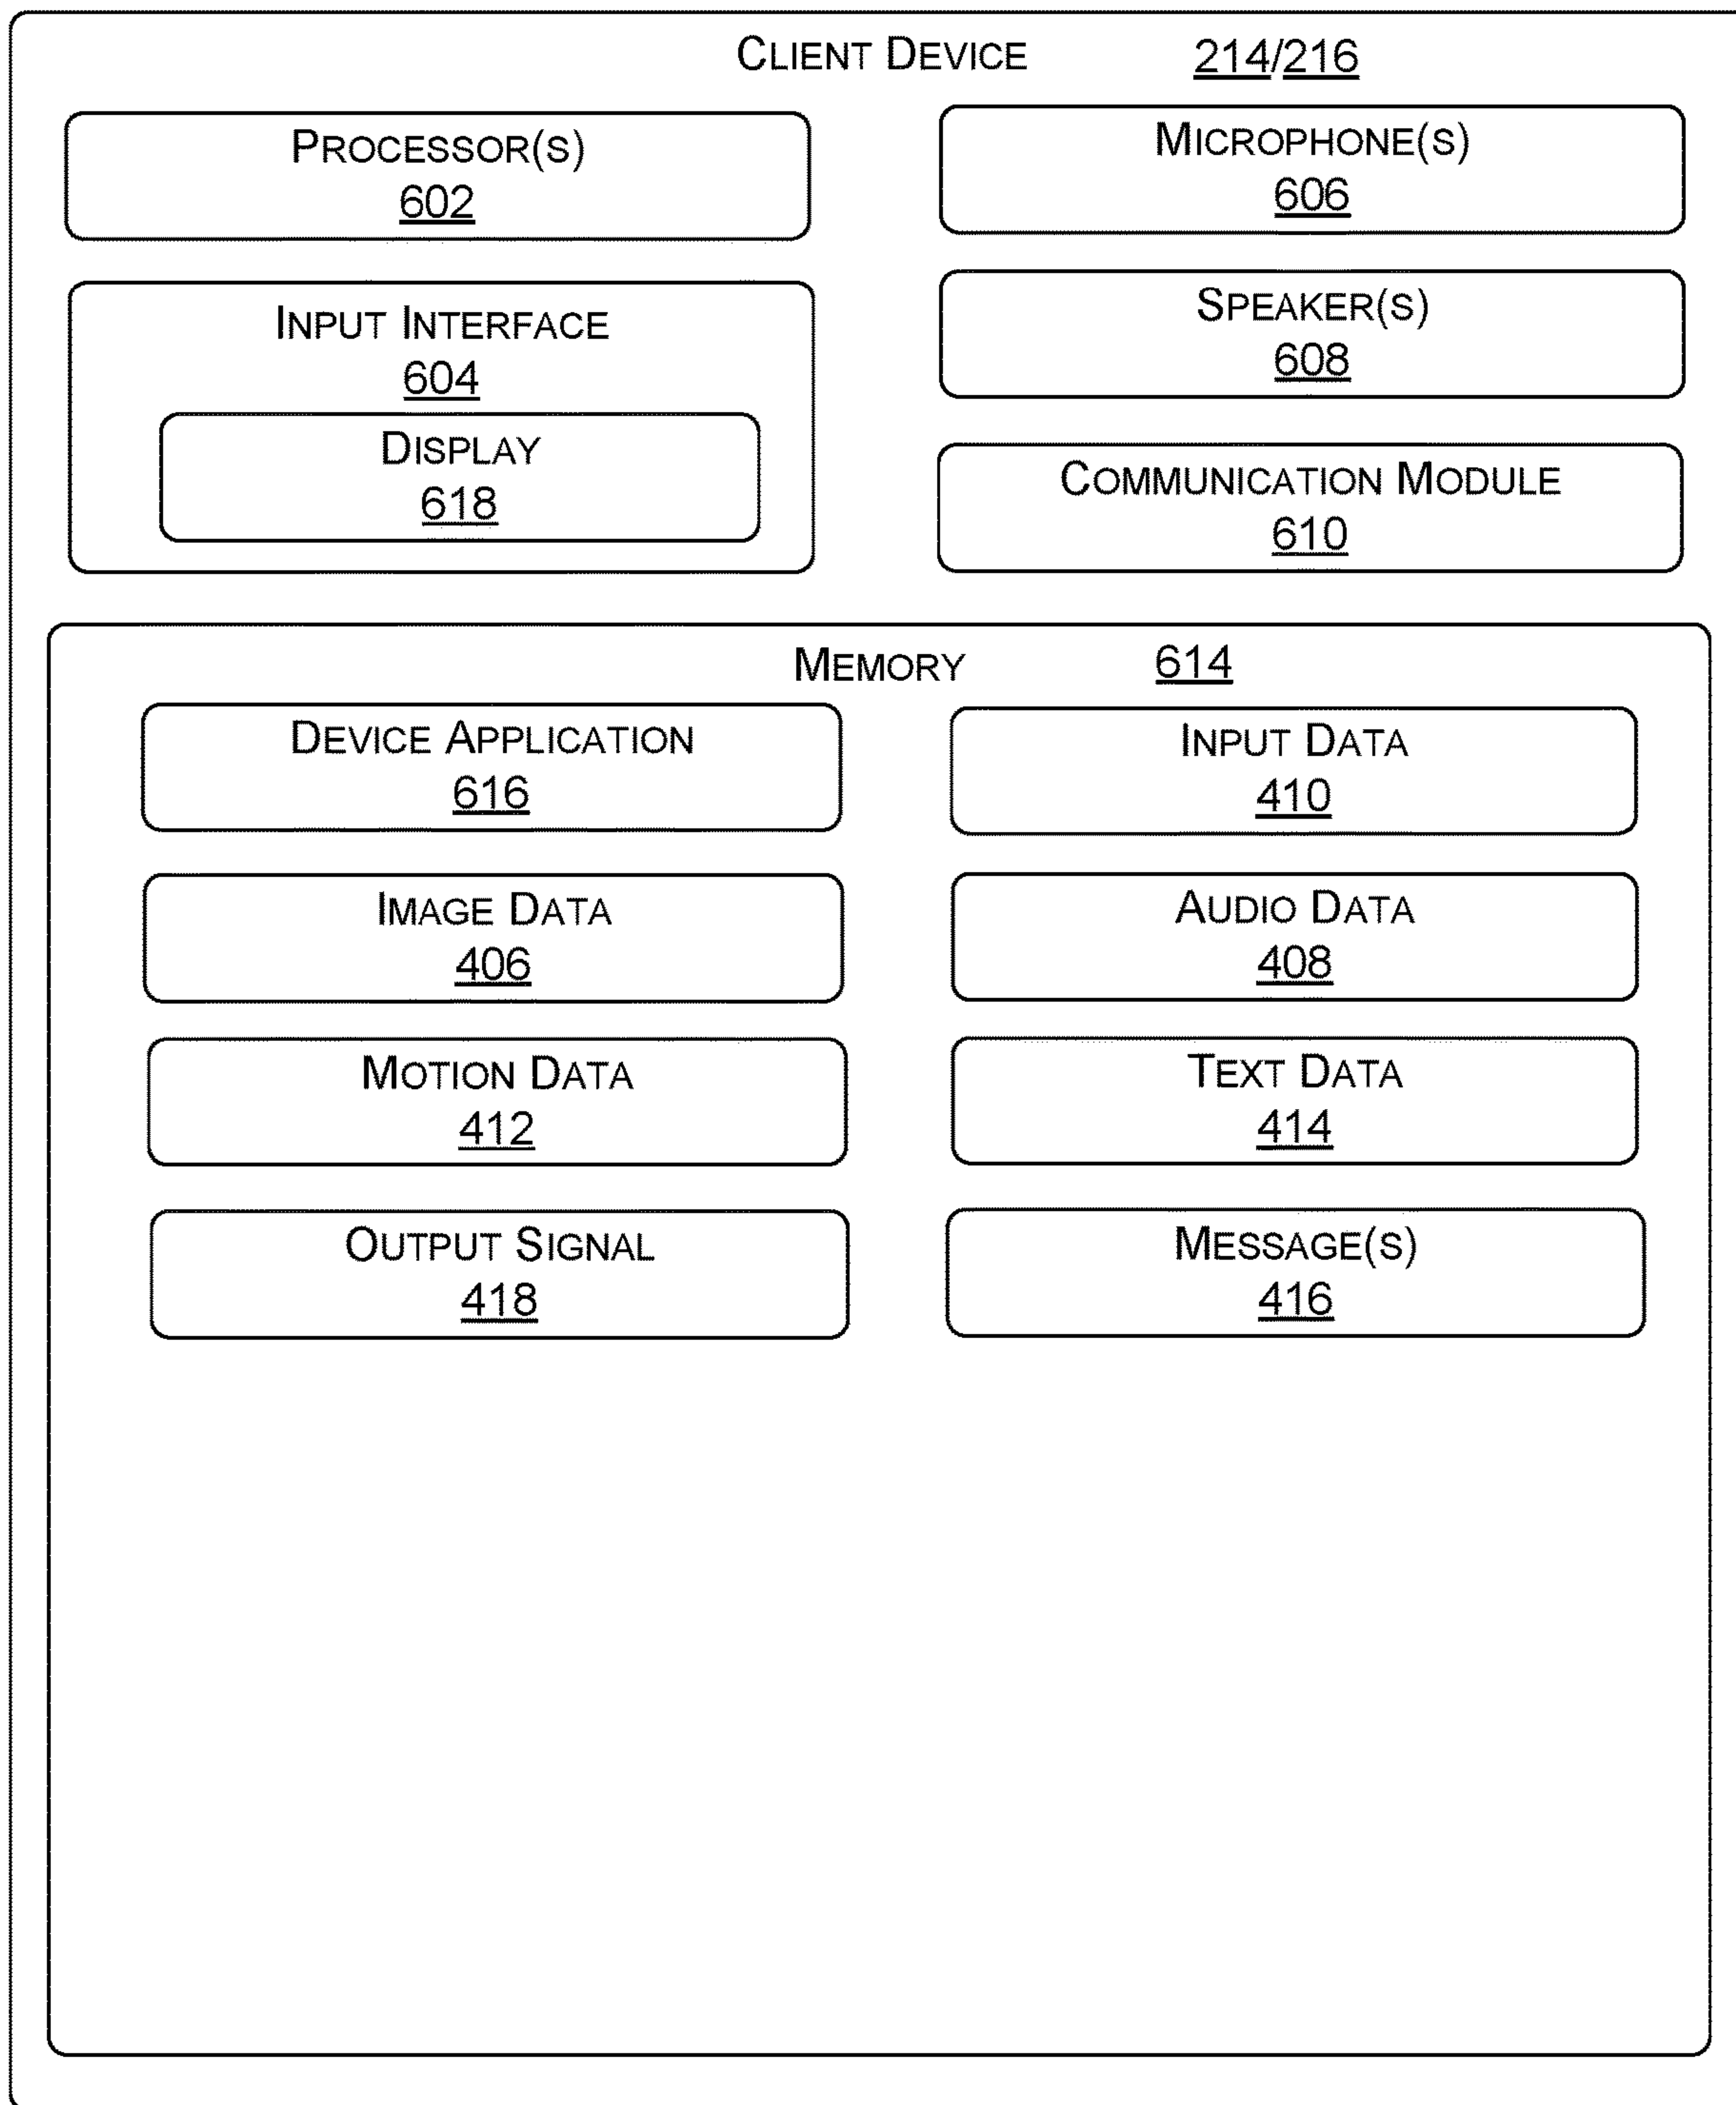 CLIENT DEVICE 214/216
PROCESSOR(S)
602
MICROPHONE(S)
606
INPUT INTERFACE
604
DISPLAY
618
SPEAKER(S)
608
COMMUNICATION MODULE
610
MEMORY 614
DEVICE APPLICATION
616
INPUT DATA
410
IMAGE DATA
406
AUDIO DATA
408
MOTION DATA
412
TEXT DATA
414
OUTPUT SIGNAL
418
MESSAGE(S)
416